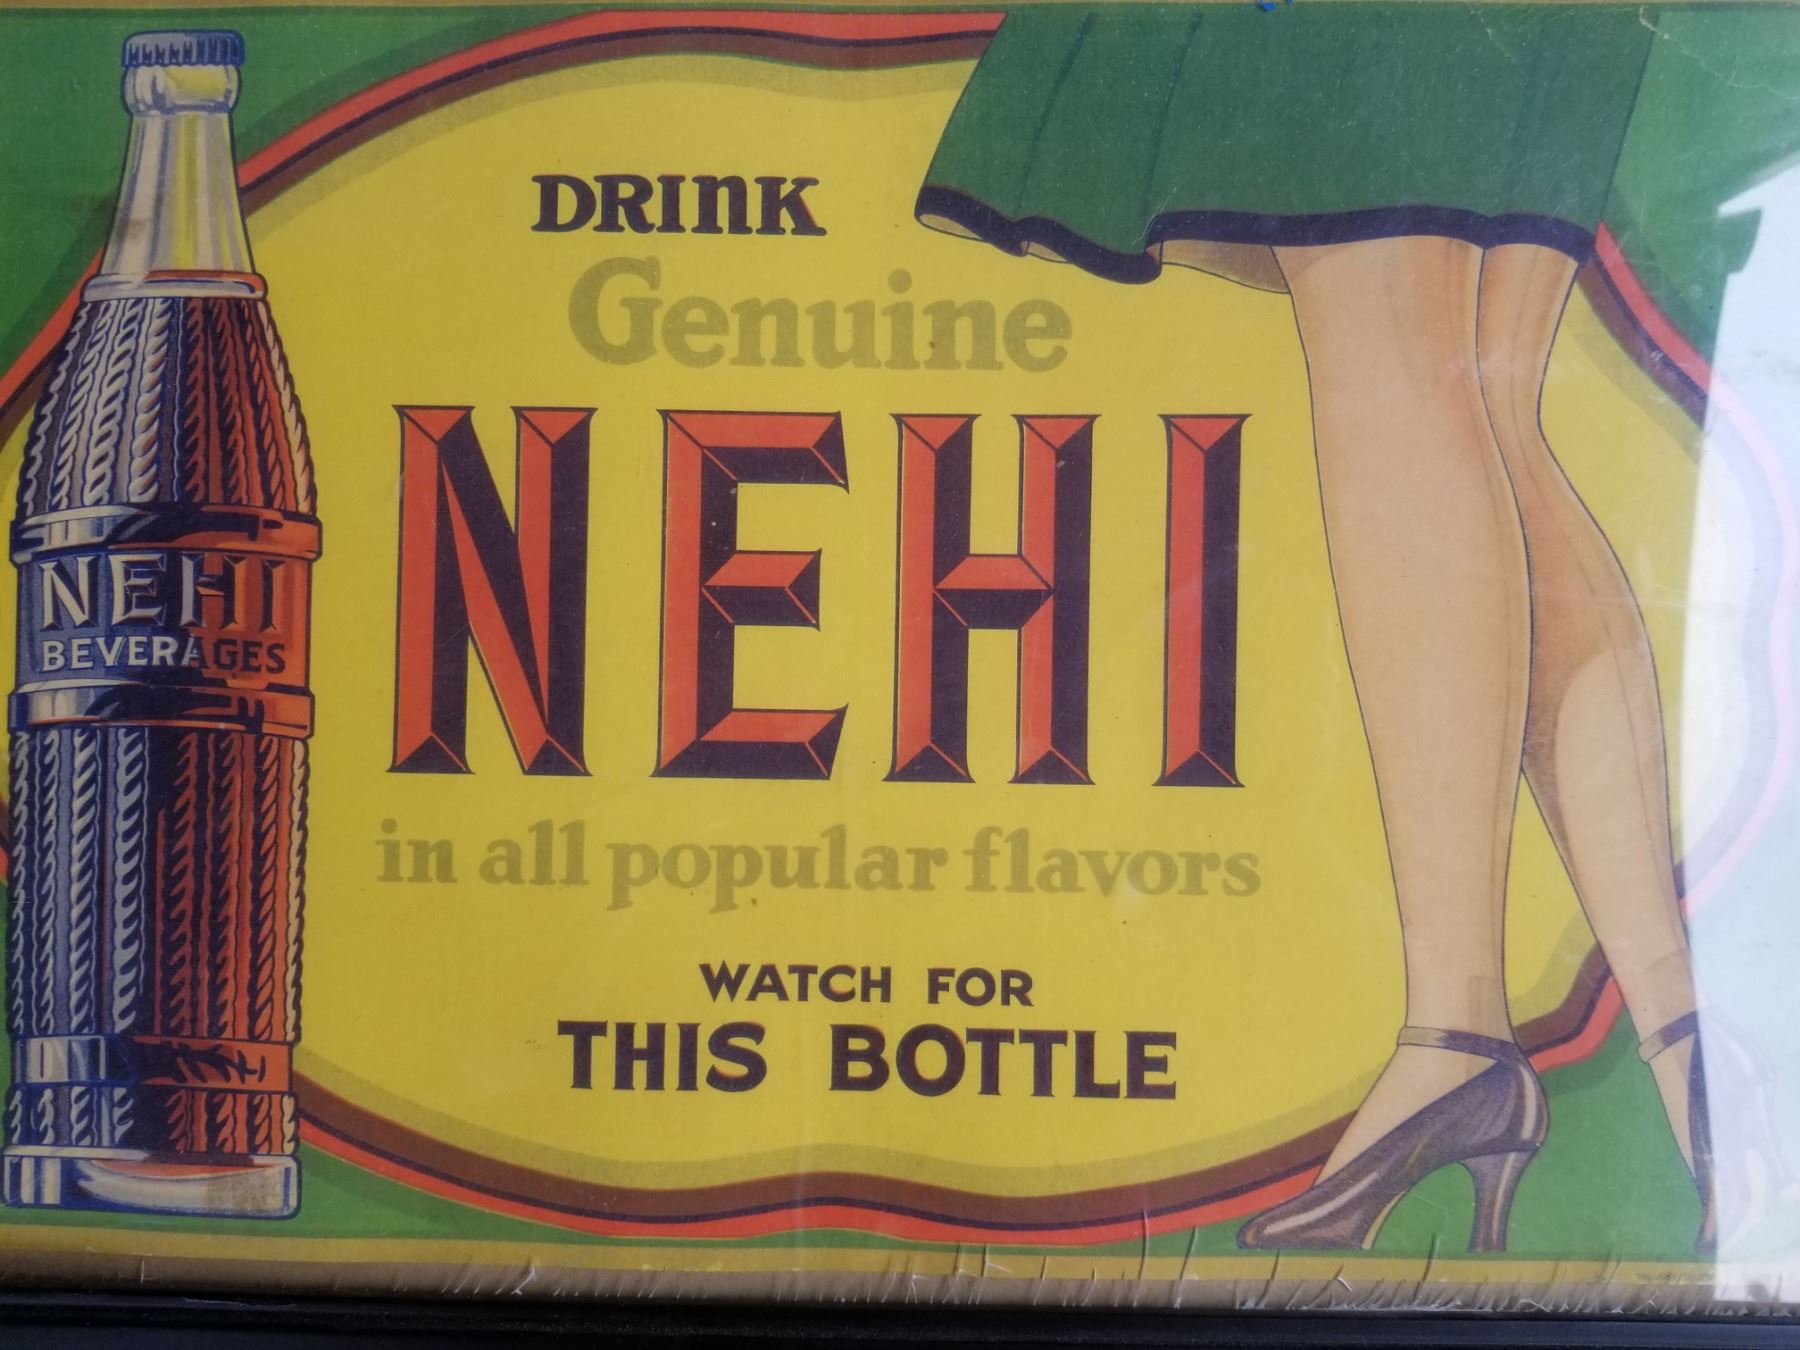 DRINK
Genuine
NEHI
in all popular flavors
WATCH FOR
THIS BOTTLE
NEHI
BEVERAGES